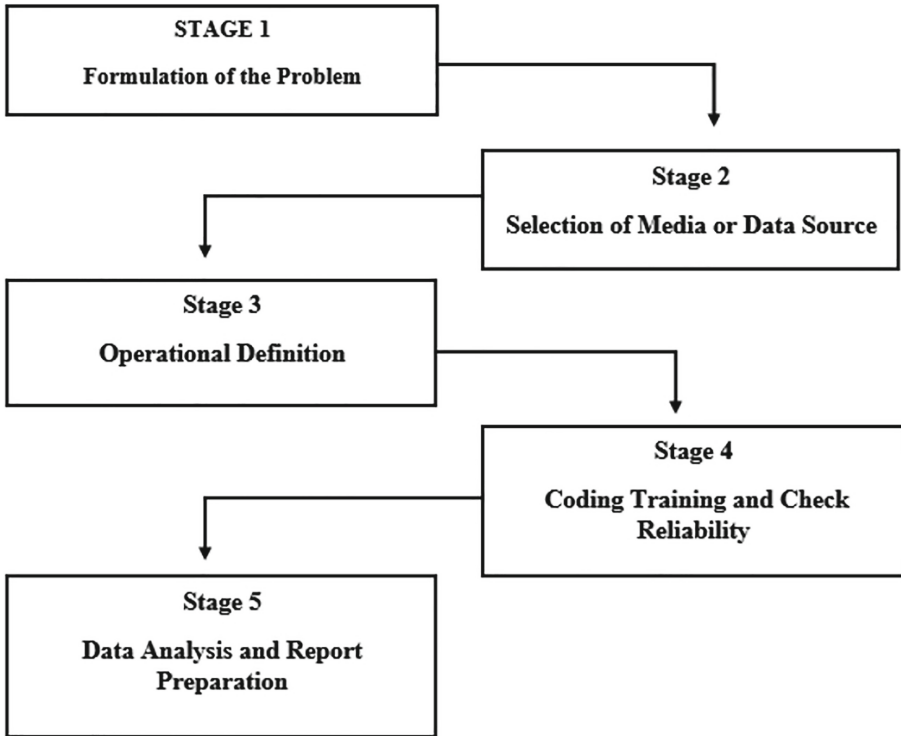 STAGE 1
Formulation of the Problem
Stage 2
Selection of Media or Data Source
Stage 3
Operational Definition
Stage 4
Coding Training and Check
Reliability
Stage 5
Data Analysis and Report
Preparation